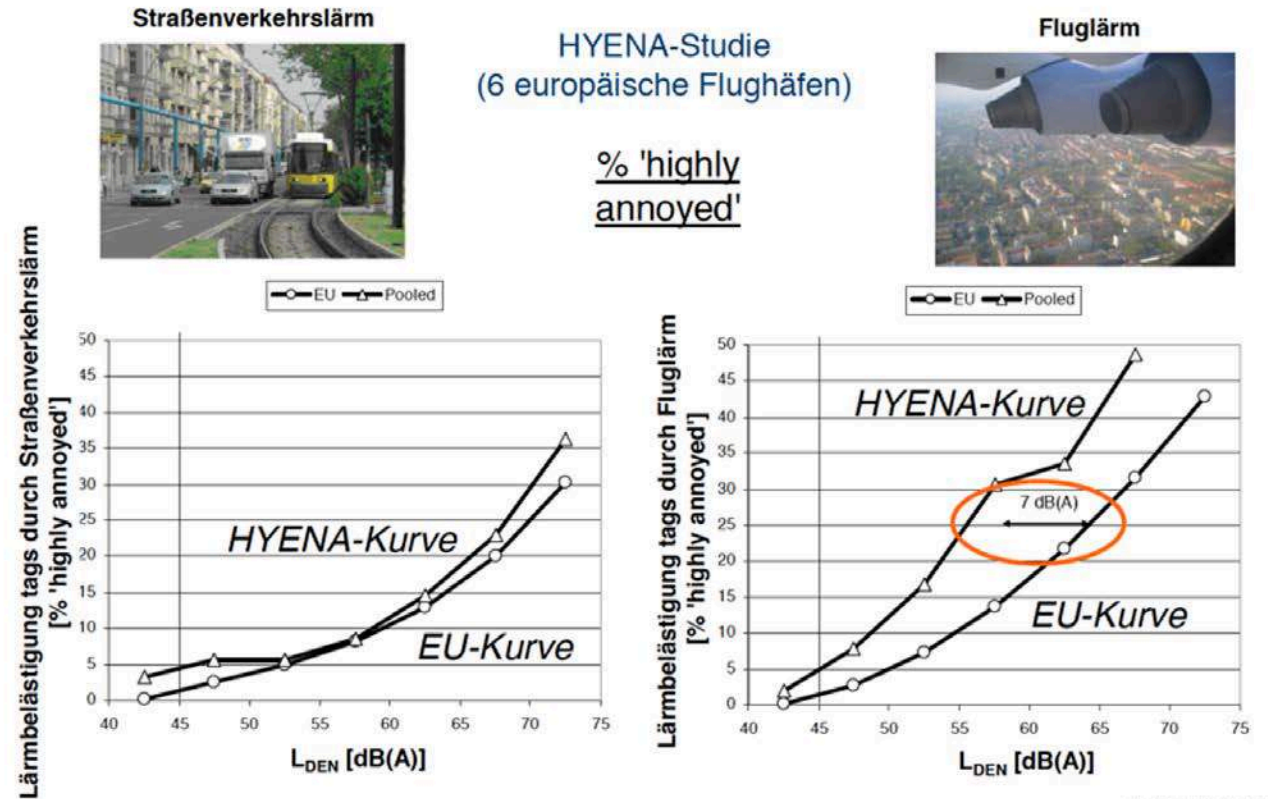 Straßenverkehrslärm
HYENA-Studie
(6 europäische Flughäfen)
% 'highly
annoyed'
Fluglärm
EU Pooled
Lärmbelästigung tags durch Straßenverkehrslärm
[% 'highly annoyed']
50
45
40
35
30
25
20
15
10
5
0
HYENA-Kurve
EU-Kurve
40 45 50 55 60 65 70 75
LDEN [dB(A)]
EU Pooled
Lärmbelästigung tags durch Fluglärm
[% 'highly annoyed']
50
45
40
35
30
25
20
15
10
5
0
HYENA-Kurve
7 dB(A)
EU-Kurve
40 45 50 55 60 65 70 75
LDEN [dB(A)]